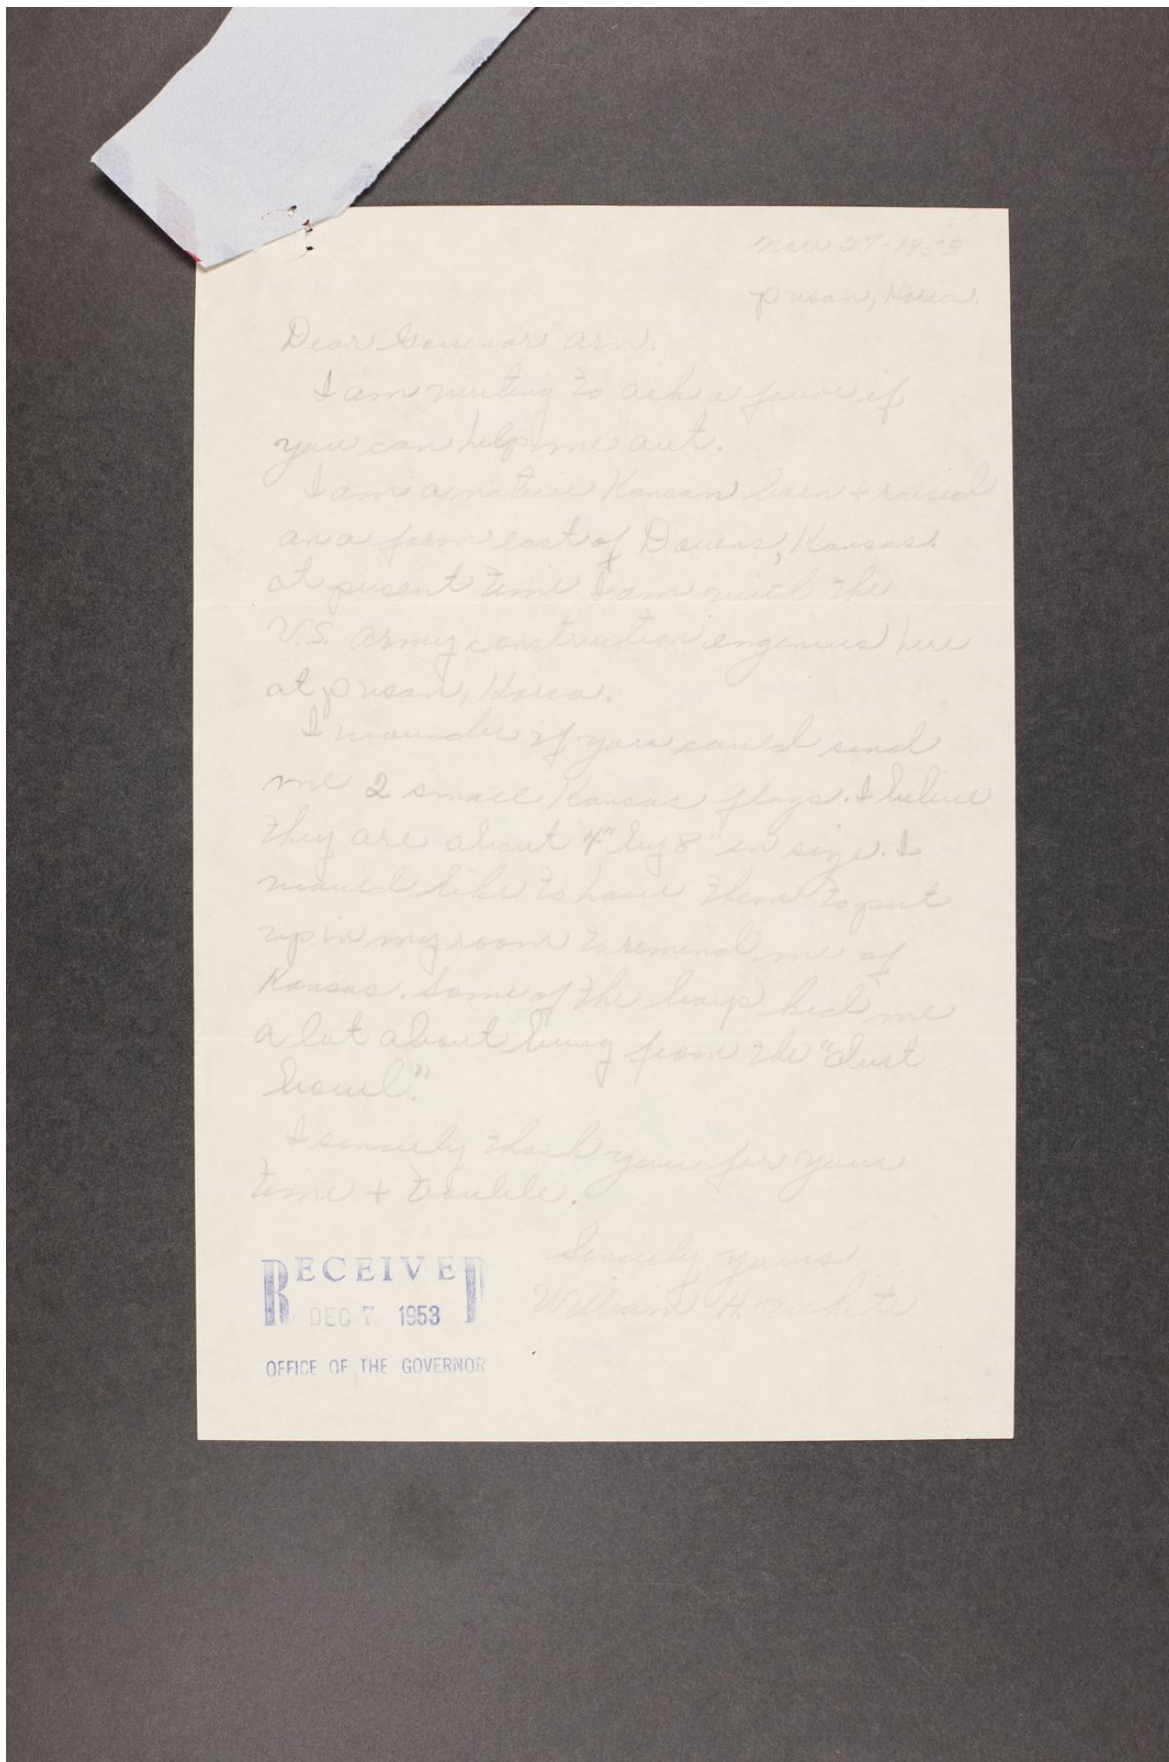 Nov 27-1953
pusan, Korea.
Dear Govenor arn.
I am writing to ask a favor if
you can help me out.
I am a native Kansan born + raised
on a farm east of Downs, Kansas.
at present time I am with the
U.S. Army construction engenius here
at pusan, Korea.
I wounder if you could send
me 2 small Kansas flags. I believe
they are about 4" by 8" in size. I
would like to have them to put
up in my room to remind me of
Kansas. Some of the boys kid me
a lot about being from the "dust
bowl."
I sincerly thank you for your
time + trouble.
Sincerly yours
William H. White
RECEIVED
DEC 7 1953
OFFICE OF THE GOVERNOR